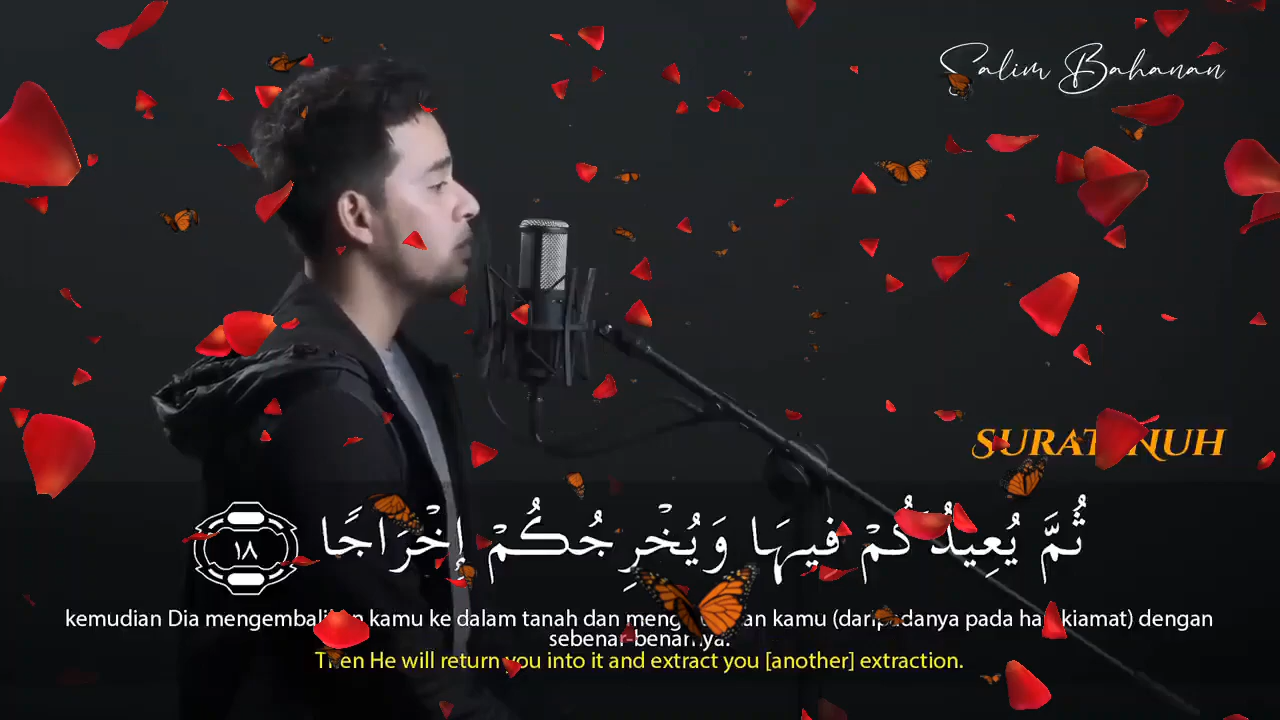 Salim Bahanan
SURAT NUH
ثُمَّ يُعِيدُكُمْ فِيهَا وَيُخْرِجُكُمْ إِخْرَاجًا ١٨
kemudian Dia mengembalikan kamu ke dalam tanah dan mengeluarkan kamu (daripadanya pada hari kiamat) dengan
sebenar-benarnya.
Then He will return you into it and extract you [another] extraction.